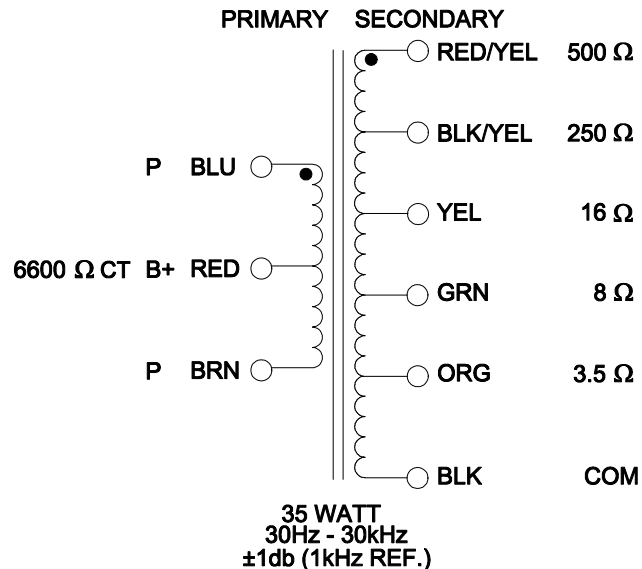 PRIMARY SECONDARY
RED/YEL 500 Ω
BLK/YEL 250 Ω
P BLU
YEL 16 Ω
6600 Ω CT B+ RED
GRN 8 Ω
P BRN
ORG 3.5 Ω
BLK COM
35 WATT
30Hz - 30kHz
±1db (1kHz REF.)